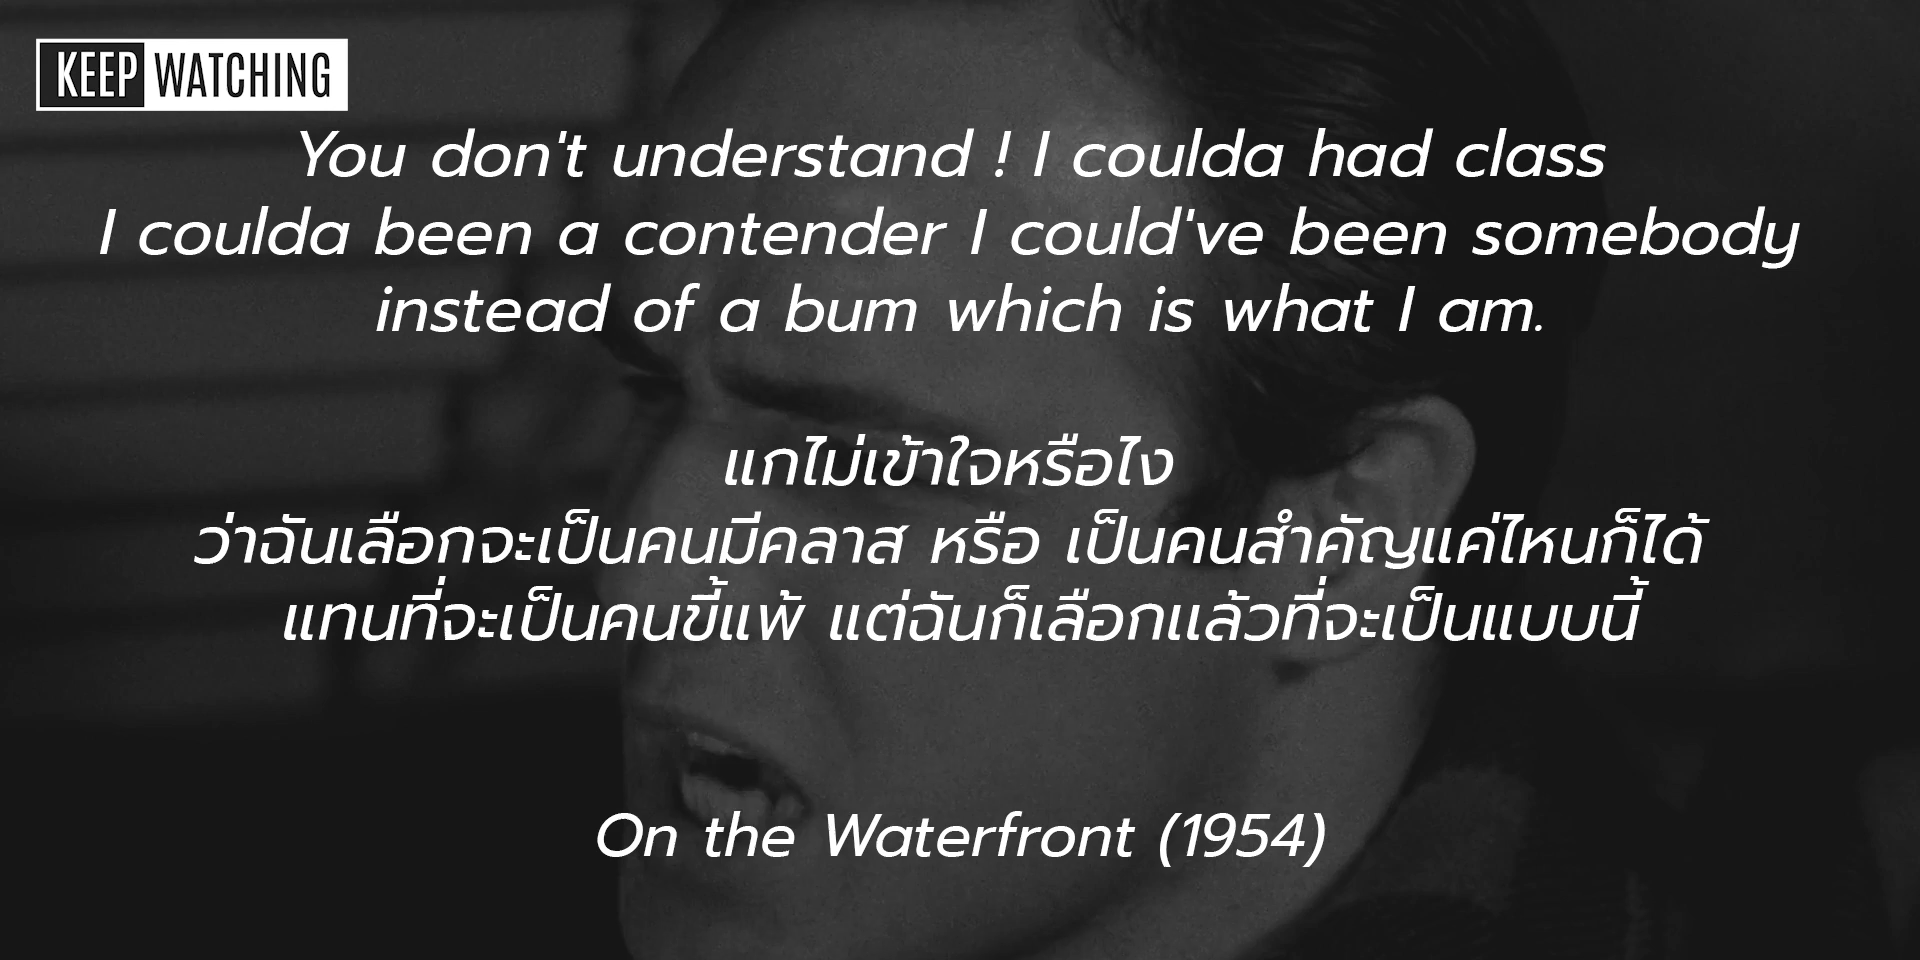 KEEP WATCHING
You don't understand ! I coulda had class
I coulda been a contender I could've been somebody
instead of a bum which is what I am.
แกไม่เข้าใจหรือไง
ว่าฉันเลือกจะเป็นคนมีคลาส หรือ เป็นคนสำคัญแค่ไหนก็ได้
แทนที่จะเป็นคนขี้แพ้ แต่ฉันก็เลือกแล้วที่จะเป็นแบบนี้
On the Waterfront (1954)